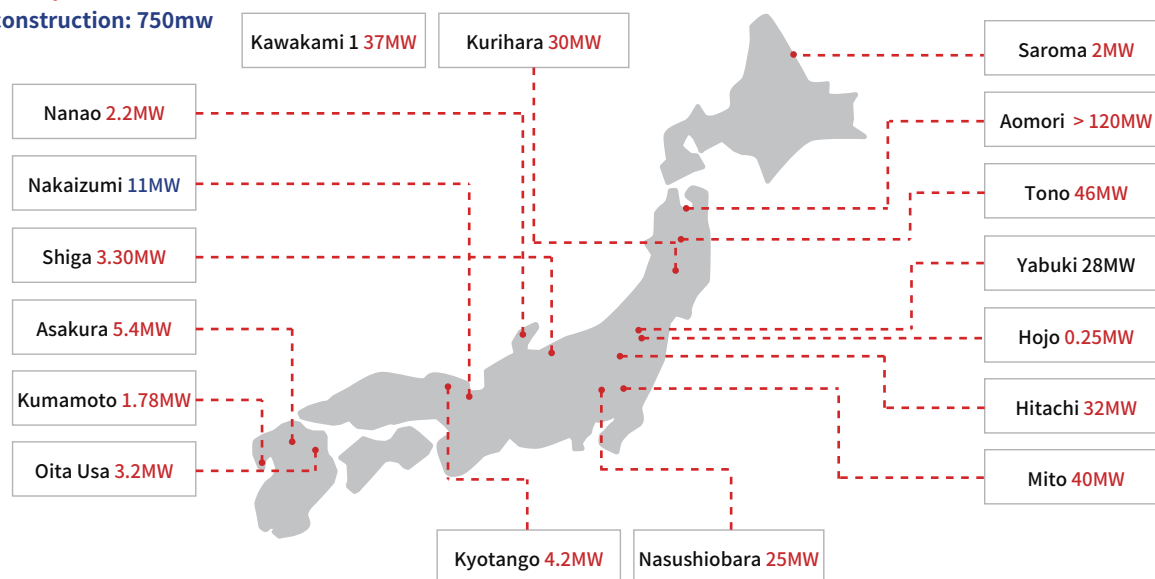 construction: 750mw
Kawakami 1 37MW
Kurihara 30MW
Saroma 2MW
Nanao 2.2MW
Aomori > 120MW
Nakaizumi 11MW
Tono 46MW
Shiga 3.30MW
Yabuki 28MW
Asakura 5.4MW
Hojo 0.25MW
Kumamoto 1.78MW
Hitachi 32MW
Oita Usa 3.2MW
Mito 40MW
Kyotango 4.2MW
Nasushiobara 25MW